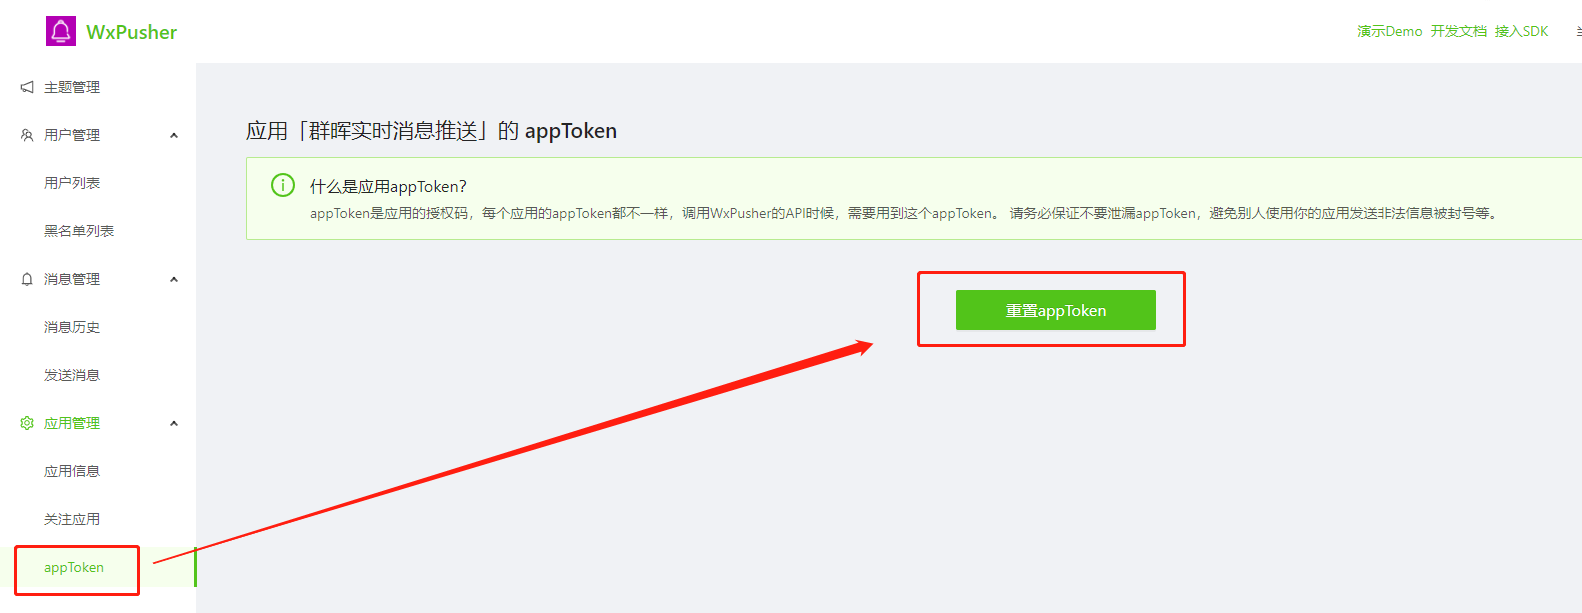 WxPusher
演示Demo 开发文档 接入SDK
主题管理
用户管理
用户列表
黑名单列表
消息管理
消息历史
发送消息
应用管理
应用信息
关注应用
appToken
应用「群晖实时消息推送」的 appToken
什么是应用appToken?
appToken是应用的授权码，每个应用的appToken都不一样，调用WxPusher的API时候，需要用到这个appToken。 请务必保证不要泄漏appToken，避免别人使用你的应用发送非法信息被封号等。
重置appToken